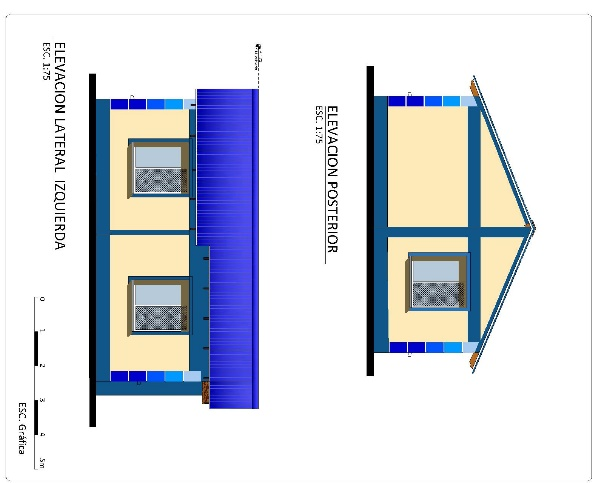 ELEVACION POSTERIOR
ESC. 1:75
ELEVACION LATERAL IZQUIERDA
ESC. 1:75
0 1 2 3 4 5m
ESC. Gráfica